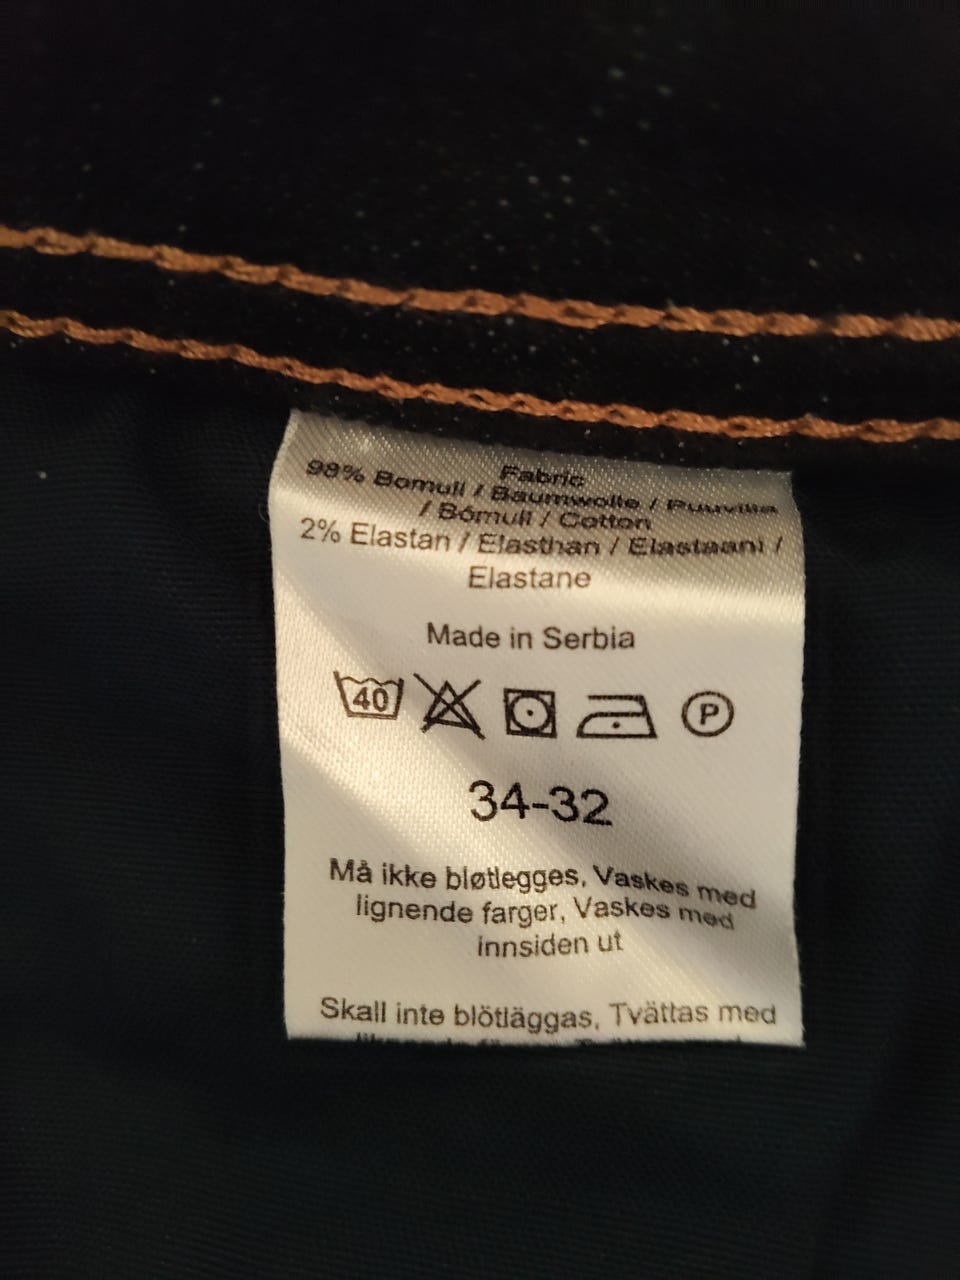 Fabric
98% Bomull / Baumwolle / Puuvilla
/ Bómull / Cotton
2% Elastan / Elasthan / Elastaani /
Elastane
Made in Serbia
40 P
34-32
Må ikke bløtlegges, Vaskes med
lignende farger, Vaskes med
innsiden ut
Skall inte blötläggas, Tvättas med